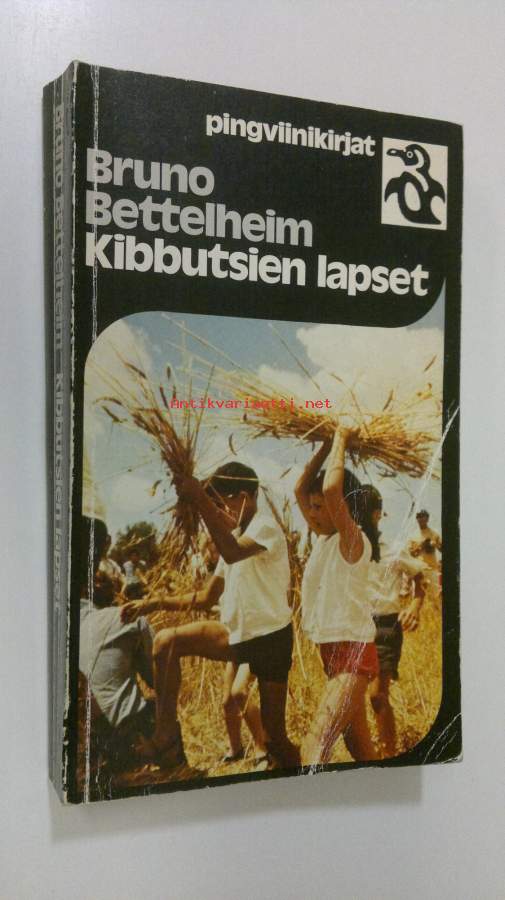 pingviinikirjat
Bruno
Bettelheim
Kibbutsien lapset
Antikvariaatti.net
bruno bettelheim kibbutsien lapset